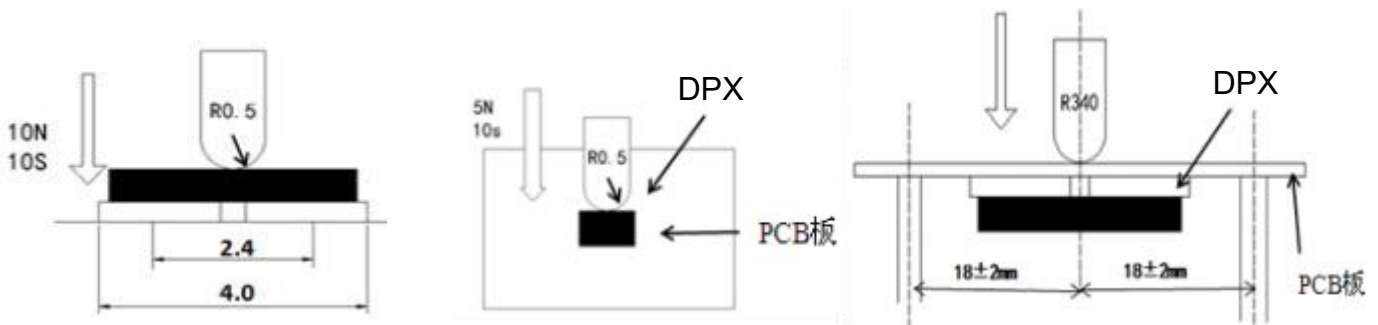 10N
10S
R0.5
2.4
4.0
5N
10s
R0.5
DPX
PCB板
R340
DPX
18±2mm
18±2mm
PCB板